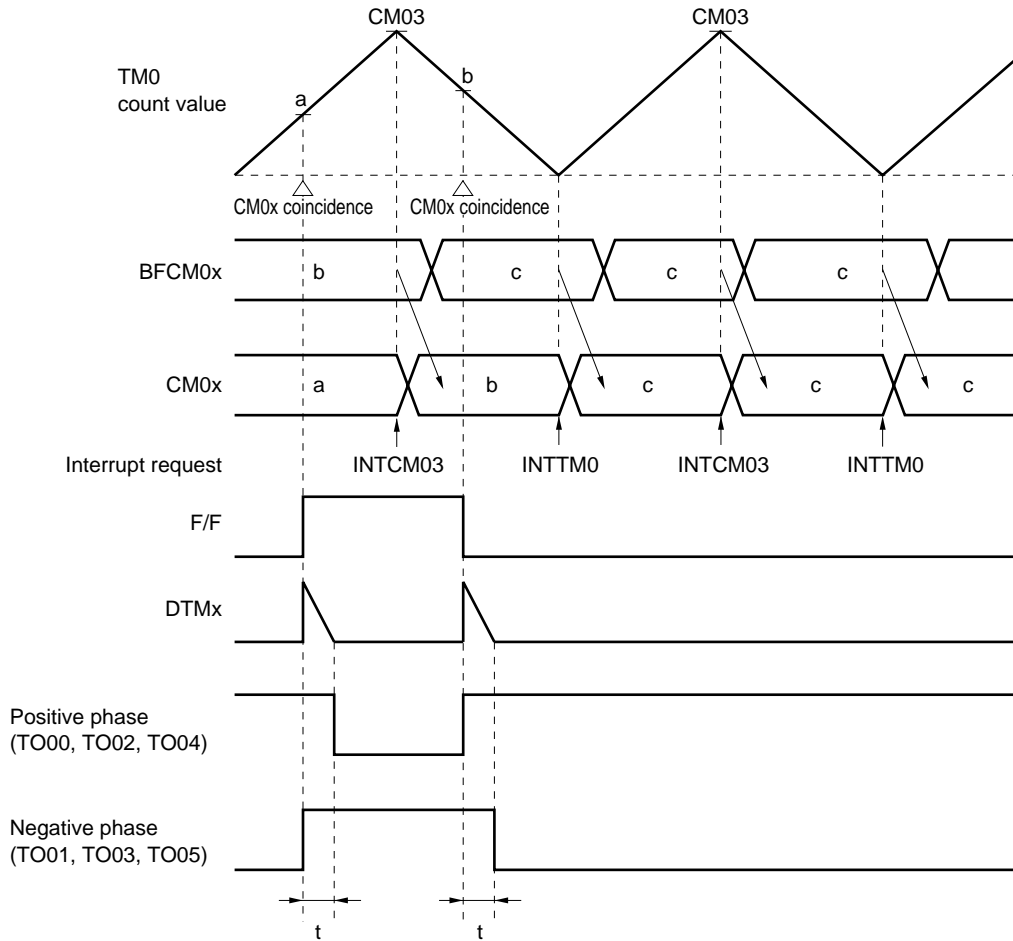 CM03 CM03
TM0
count value
a b
CM0x coincidence CM0x coincidence
BFCM0x b c c c
CM0x a b c c c
Interrupt request INTCM03 INTTM0 INTCM03 INTTM0
F/F
DTMx
Positive phase
(TO00, TO02, TO04)
Negative phase
(TO01, TO03, TO05)
t t